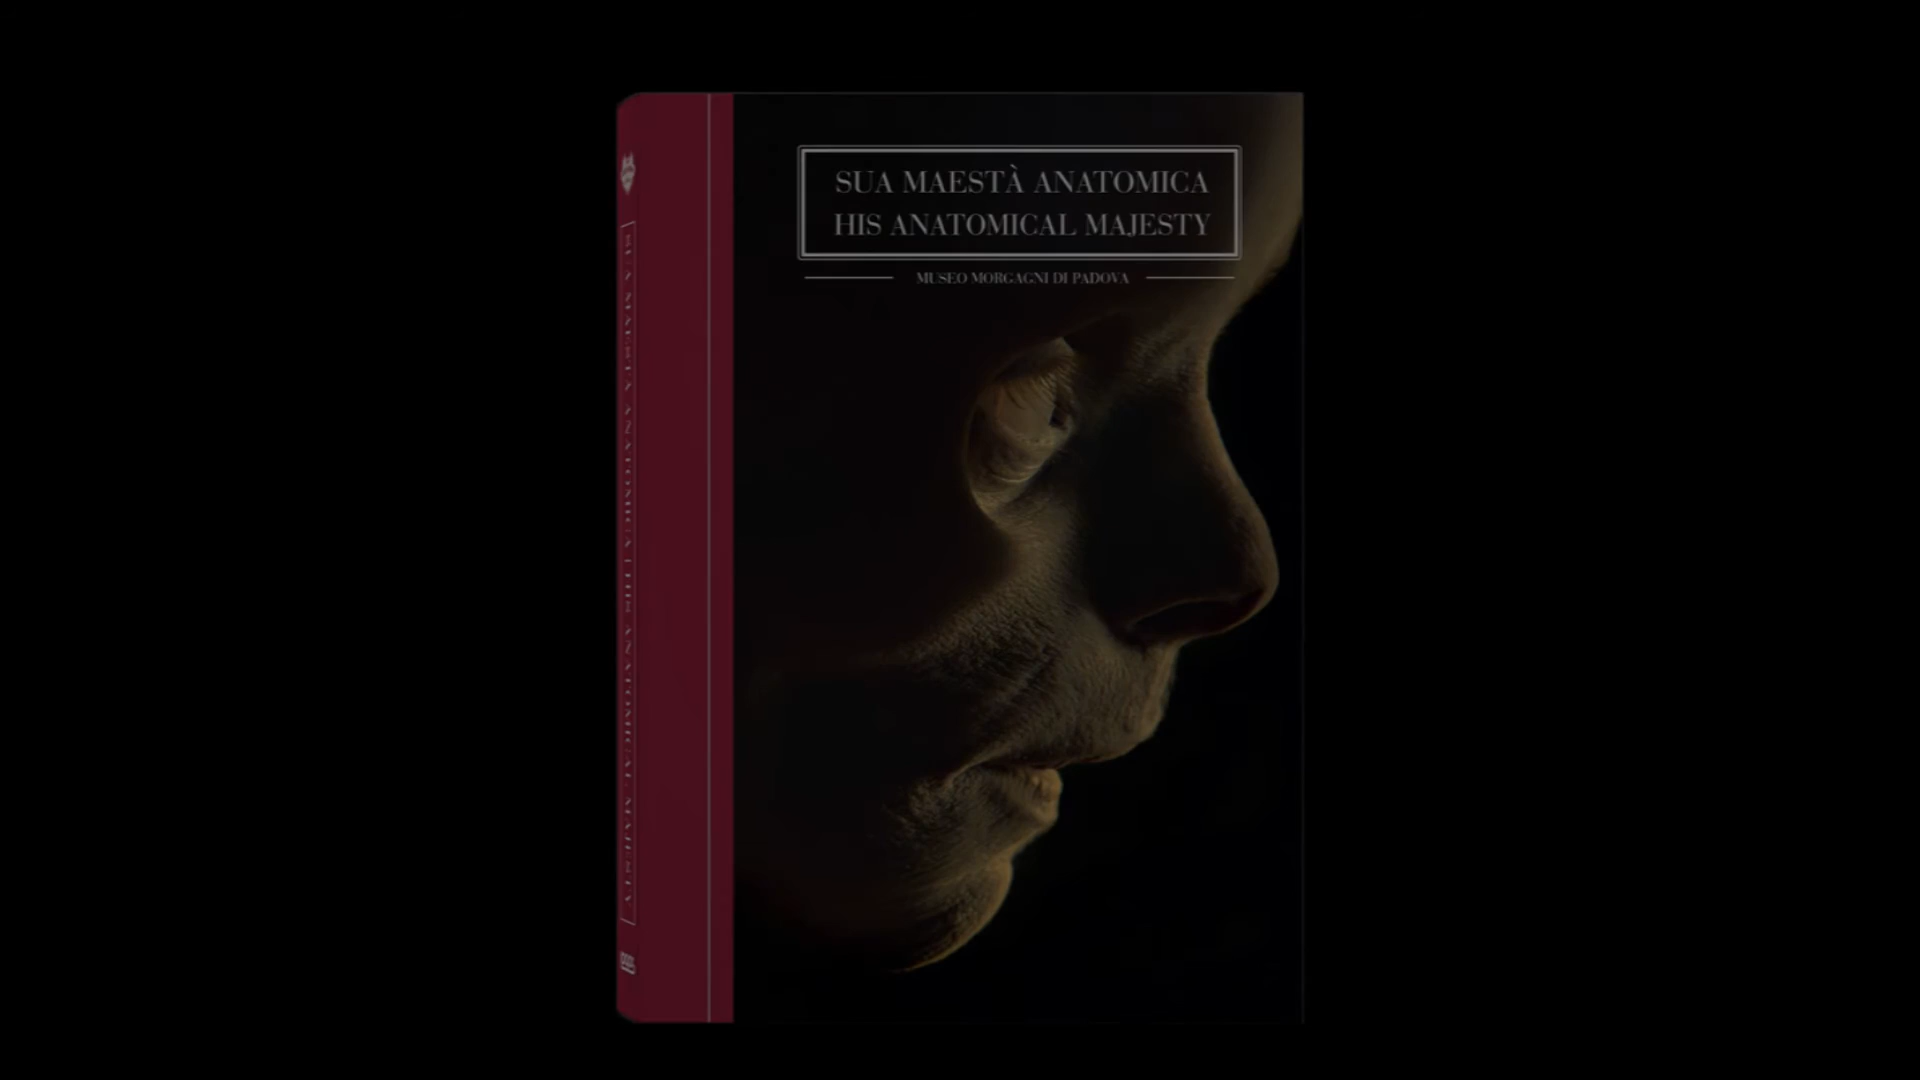 SUA MAESTÀ ANATOMICA
HIS ANATOMICAL MAJESTY
MUSEO MORGAGNI DI PADOVA
SUA MAESTÀ ANATOMICA | HIS ANATOMICAL MAJESTY